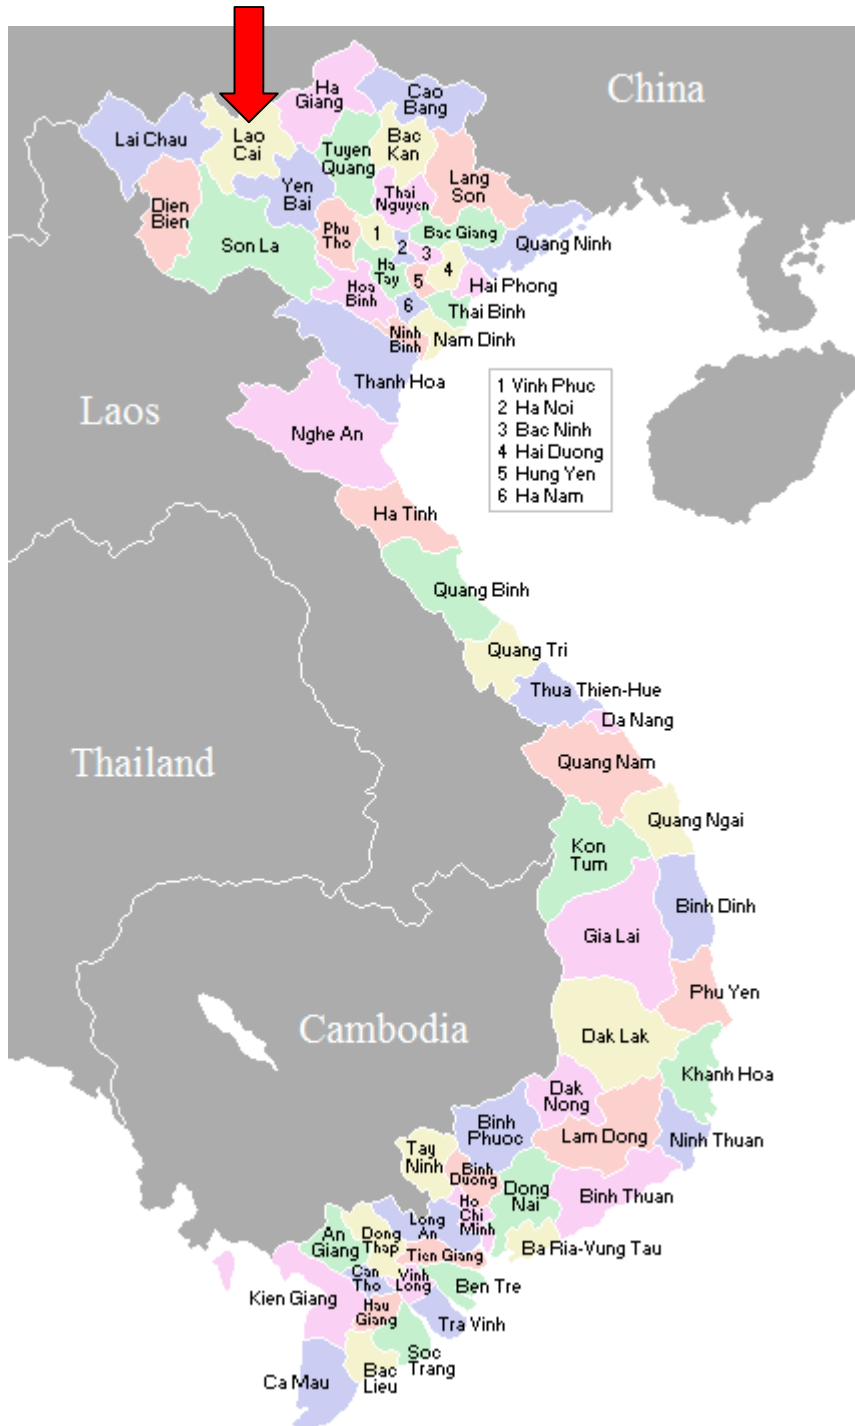 China
Ha
Giang
Cao
Bang
Lai Chau
Lao
Cai
Bac
Kan
Tuyen
Quang
Yen
Bai
Thai
Nguyen
Lang
Son
Dien
Bien
Son La
Phu
Tho
1
2
3
Bac Giang
Quang Ninh
Ha
Tay
4
5
Hoa
Binh
6
Hai Phong
Thai Binh
Ninh
Binh
Nam Dinh
Thanh Hoa
Laos
Nghe An
1 Vinh Phuc
2 Ha Noi
3 Bac Ninh
4 Hai Duong
5 Hung Yen
6 Ha Nam
Ha Tinh
Quang Binh
Quang Tri
Thua Thien-Hue
Da Nang
Thailand
Quang Nam
Quang Ngai
Kon
Tum
Binh Dinh
Gia Lai
Phu Yen
Cambodia
Dak Lak
Khanh Hoa
Dak
Nong
Binh
Phuoc
Lam Dong
Ninh Thuan
Tay
Ninh
Binh
Duong
Dong
Nai
Binh Thuan
Ho
Chi
Minh
Long
An
An
Giang
Dong
Thap
Tien Giang
Ba Ria-Vung Tau
Can
Tho
Vinh
Long
Ben Tre
Kien Giang
Hau
Giang
Tra Vinh
Soc
Trang
Ca Mau
Bac
Lieu